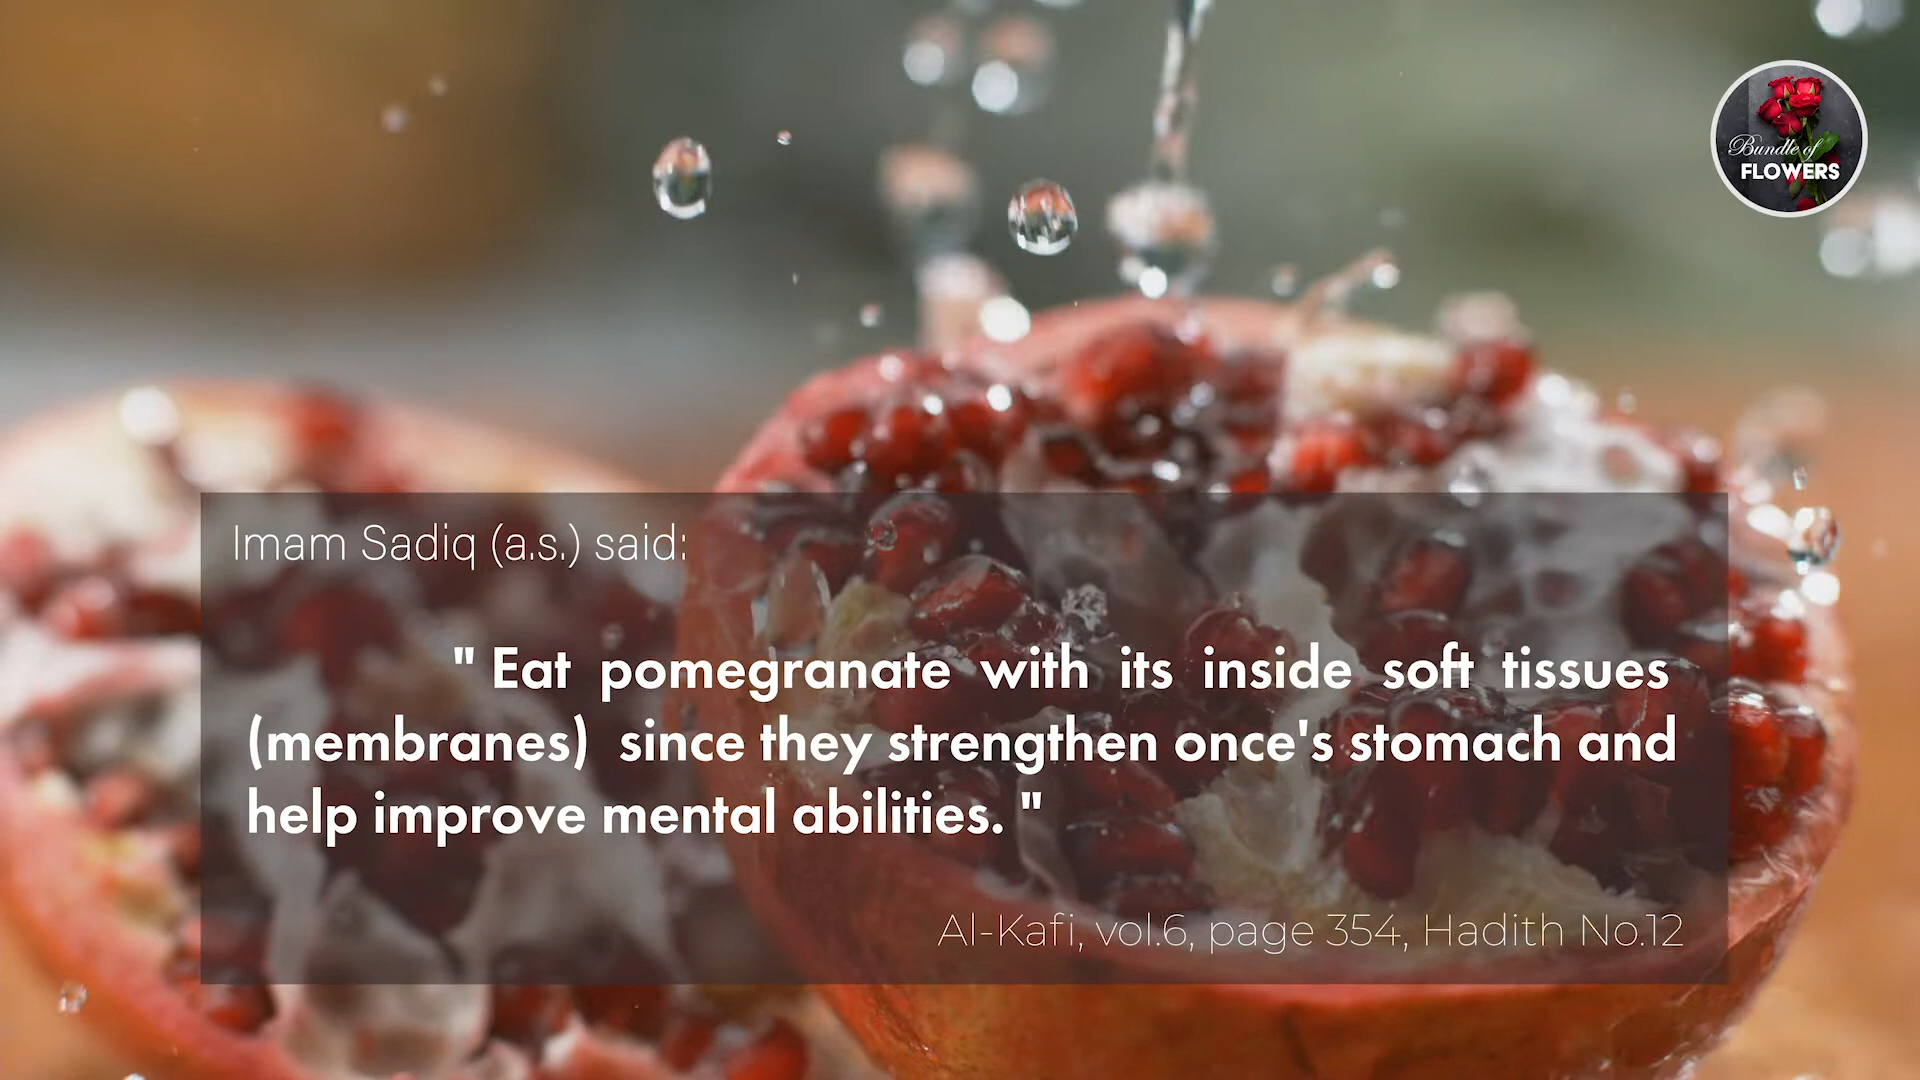 Bundle of
FLOWERS
Imam Sadiq (a.s.) said:
" Eat pomegranate with its inside soft tissues
(membranes) since they strengthen once's stomach and
help improve mental abilities. "
Al-Kafi, vol.6, page 354, Hadith No.12